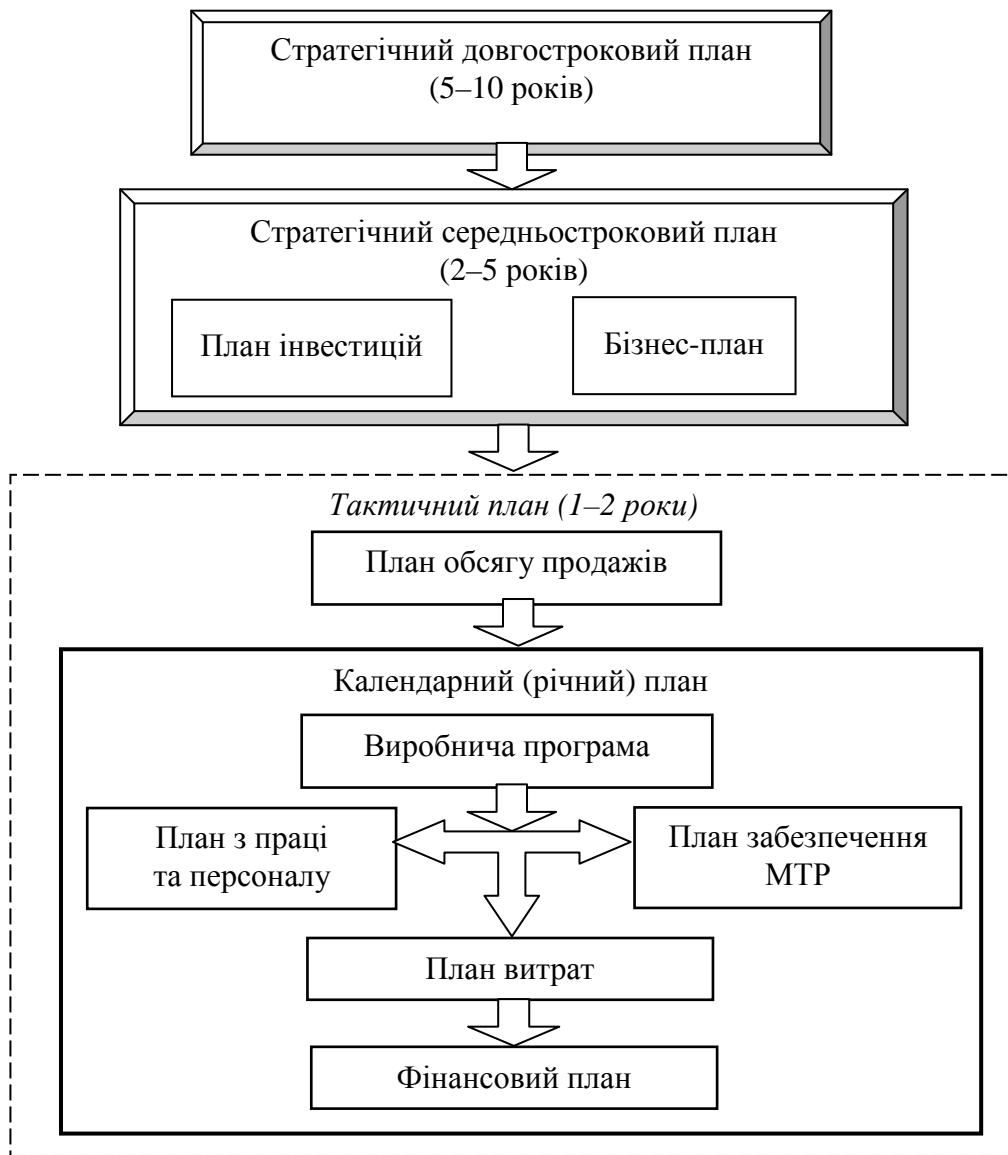 Стратегічний довгостроковий план
(5–10 років)
Стратегічний середньостроковий план
(2–5 років)
План інвестицій
Бізнес-план
Тактичний план (1–2 роки)
План обсягу продажів
Календарний (річний) план
Виробнича програма
План з праці
та персоналу
План забезпечення
МТР
План витрат
Фінансовий план